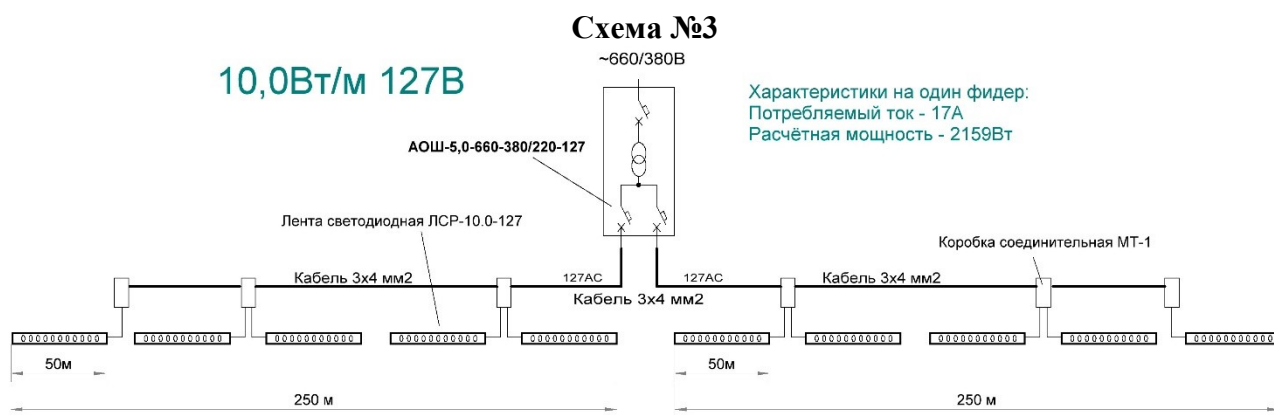 Схема №3
~660/380В
10,0Вт/м 127В
Характеристики на один фидер:
Потребляемый ток - 17А
Расчётная мощность - 2159Вт
АОШ-5,0-660-380/220-127
Лента светодиодная ЛСР-10.0-127
Коробка соединительная МТ-1
Кабель 3х4 мм2
127АС
127АС
Кабель 3х4 мм2
Кабель 3х4 мм2
50м
50м
250 м
250 м